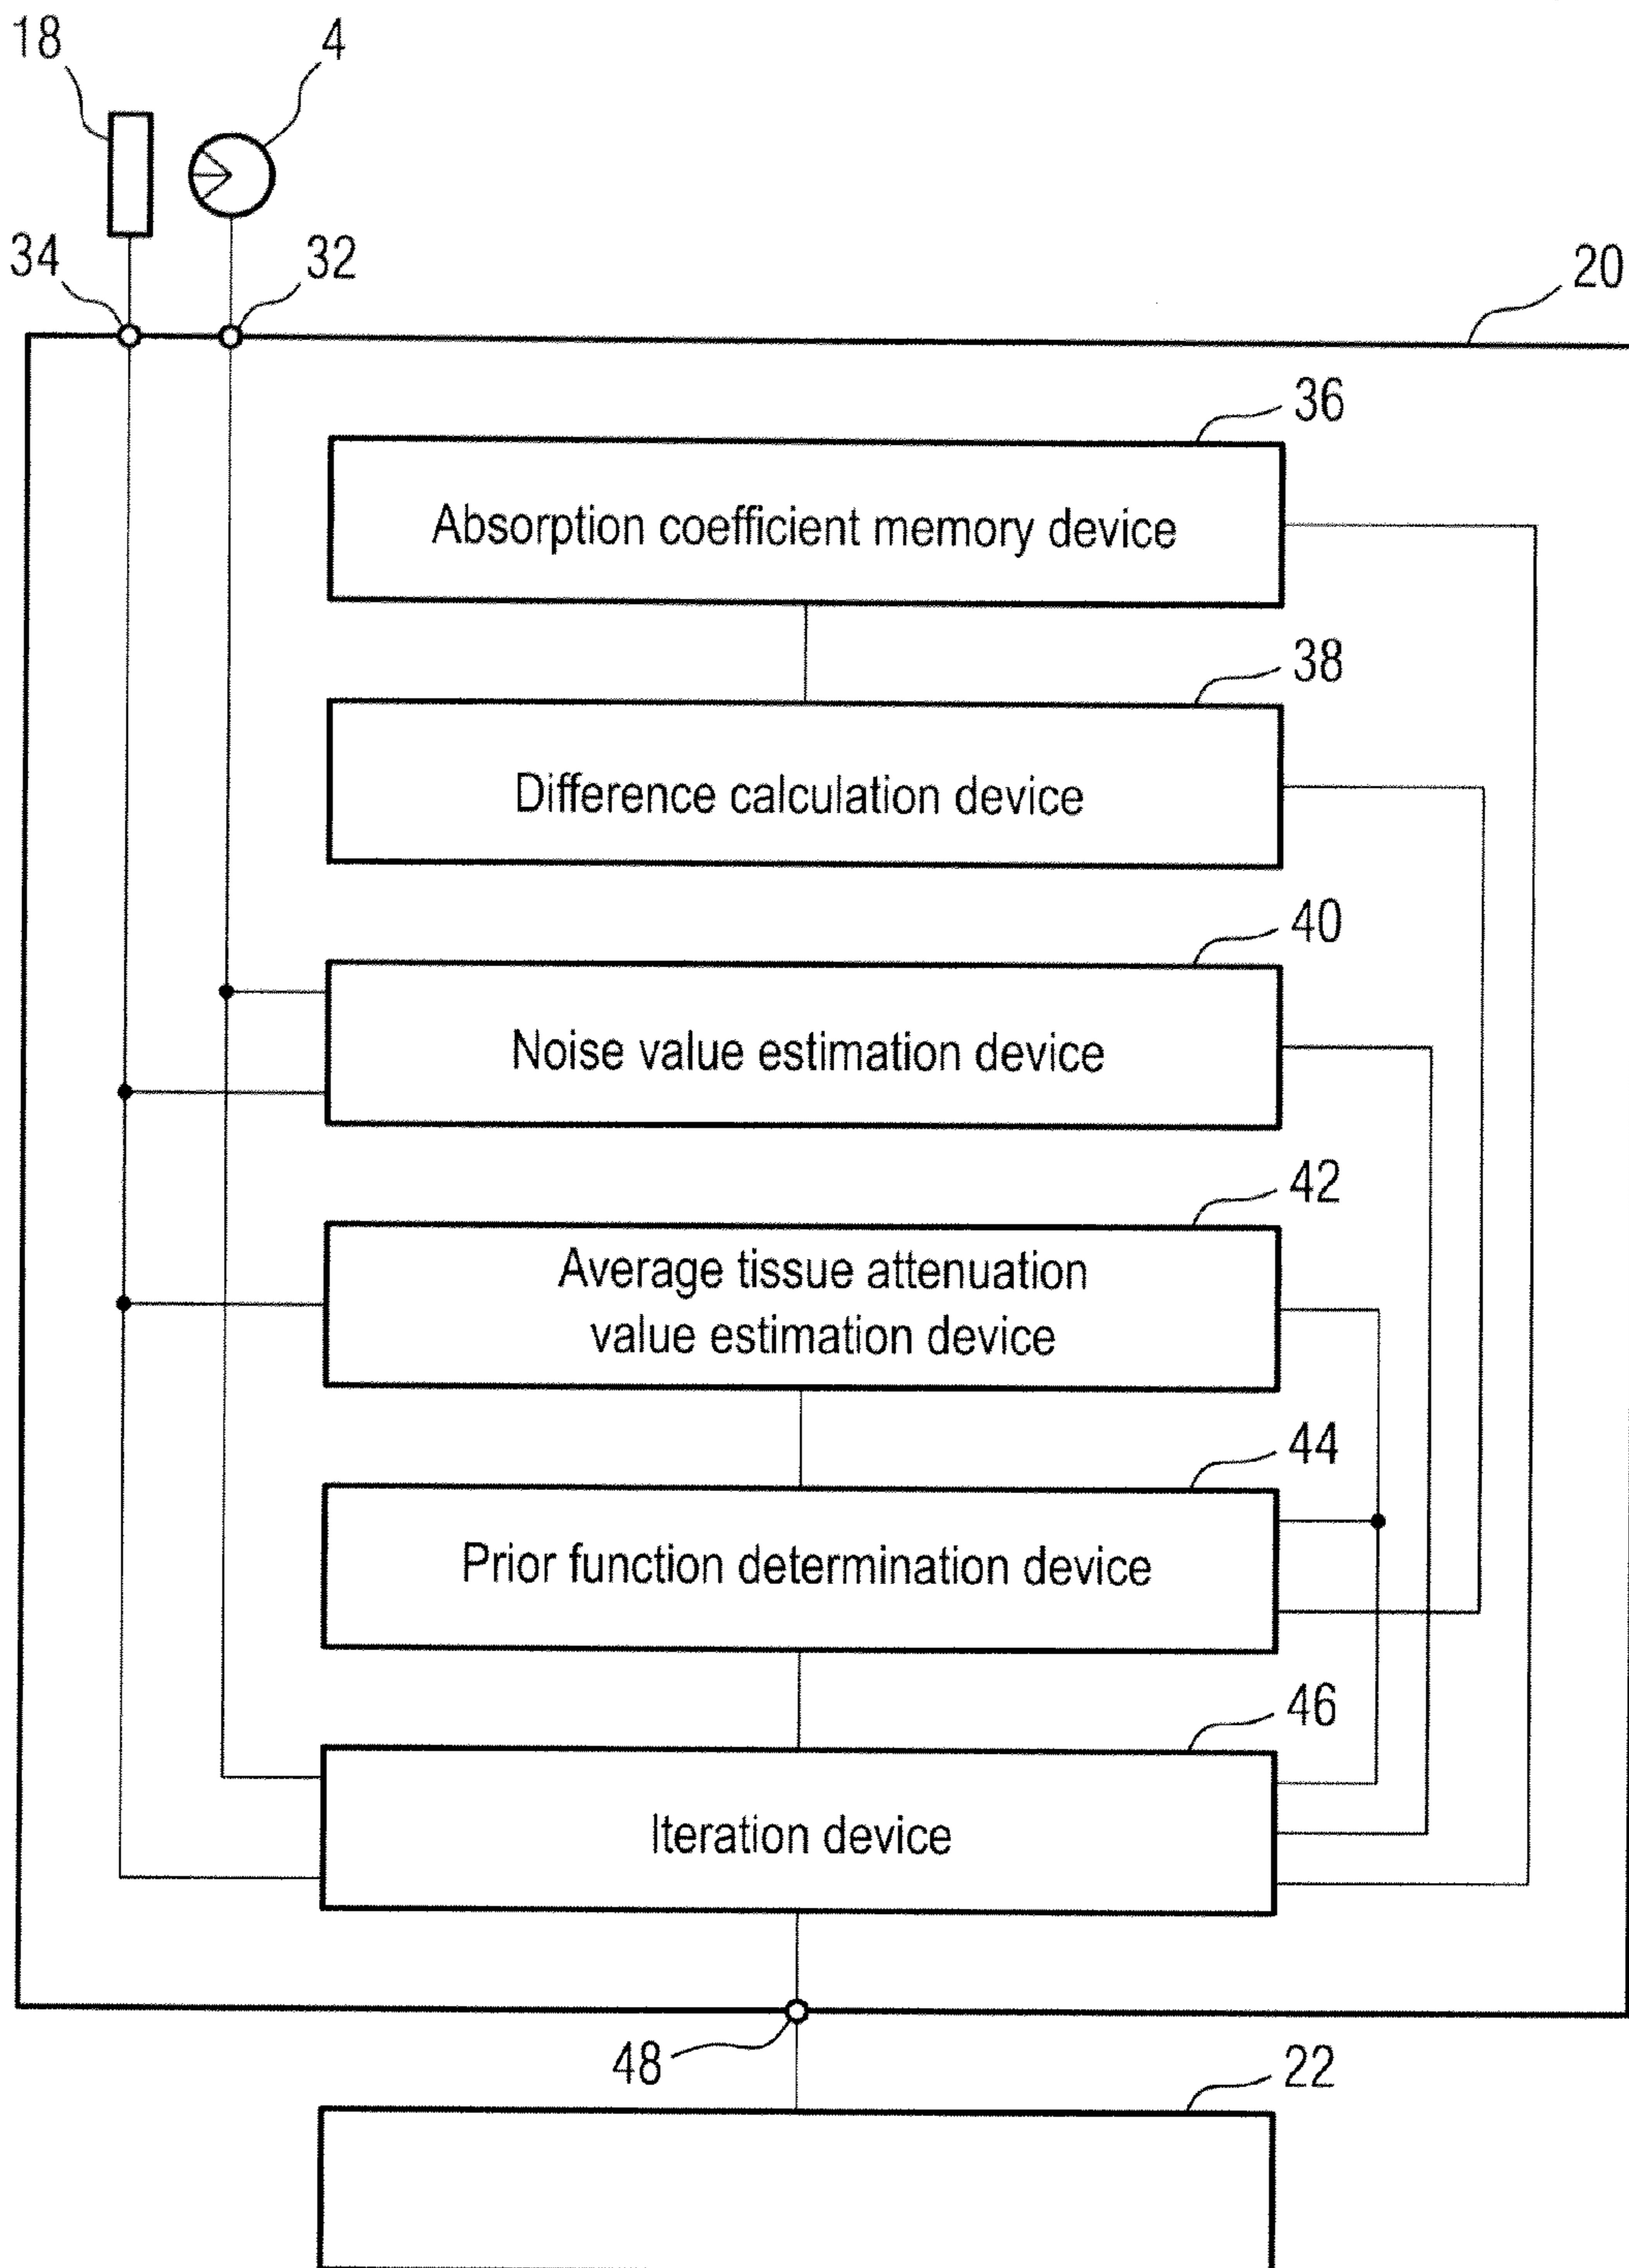 18
4
34
32
20
36
Absorption coefficient memory device
38
Difference calculation device
40
Noise value estimation device
42
Average tissue attenuation
value estimation device
44
Prior function determination device
46
Iteration device
48
22